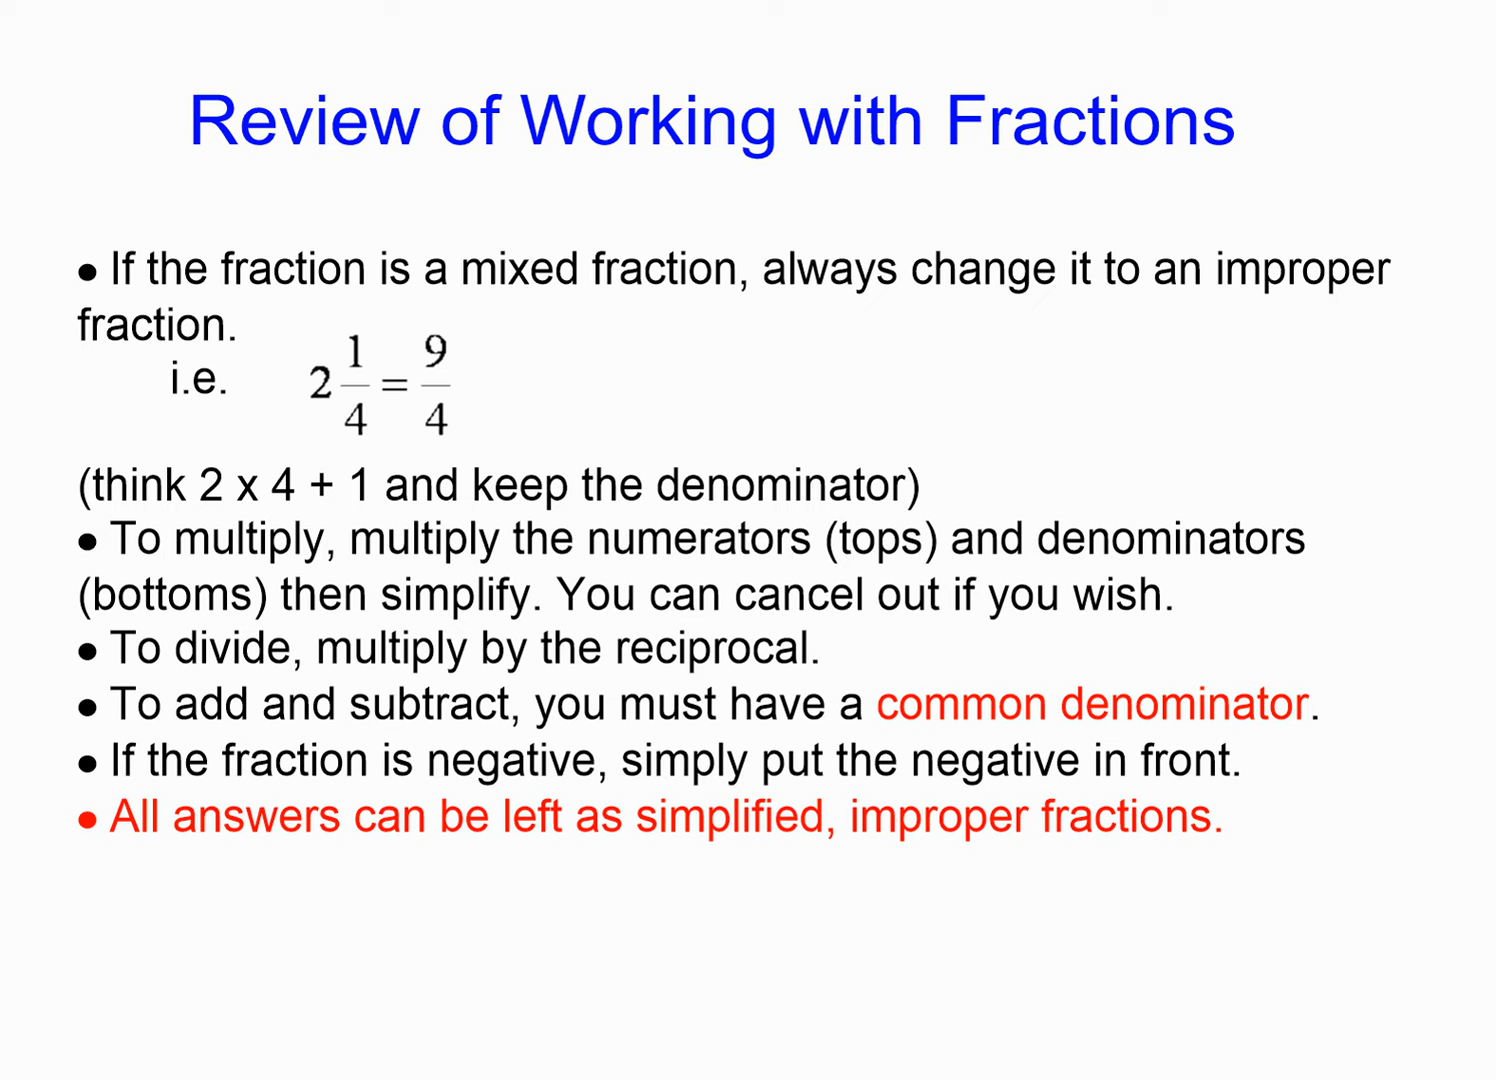 Review of Working with Fractions
● If the fraction is a mixed fraction, always change it to an improper
fraction.
i.e. 2 1/4 = 9/4
(think 2 x 4 + 1 and keep the denominator)
● To multiply, multiply the numerators (tops) and denominators
(bottoms) then simplify. You can cancel out if you wish.
● To divide, multiply by the reciprocal.
● To add and subtract, you must have a common denominator.
● If the fraction is negative, simply put the negative in front.
● All answers can be left as simplified, improper fractions.